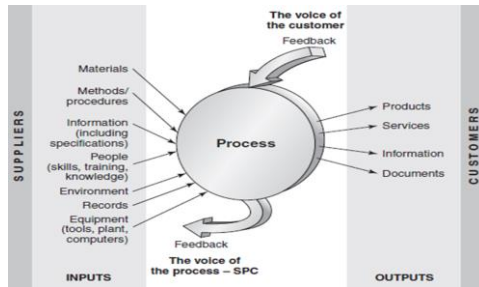 The voice of
the customer
Feedback
Materials
Methods/
procedures
Information
(including
specifications)
People
(skills, training,
knowledge)
Environment
Records
Equipment
(tools, plant,
computers)
SUPPLIERS
Process
Products
Services
Information
Documents
CUSTOMERS
Feedback
The voice of
the process – SPC
INPUTS
OUTPUTS